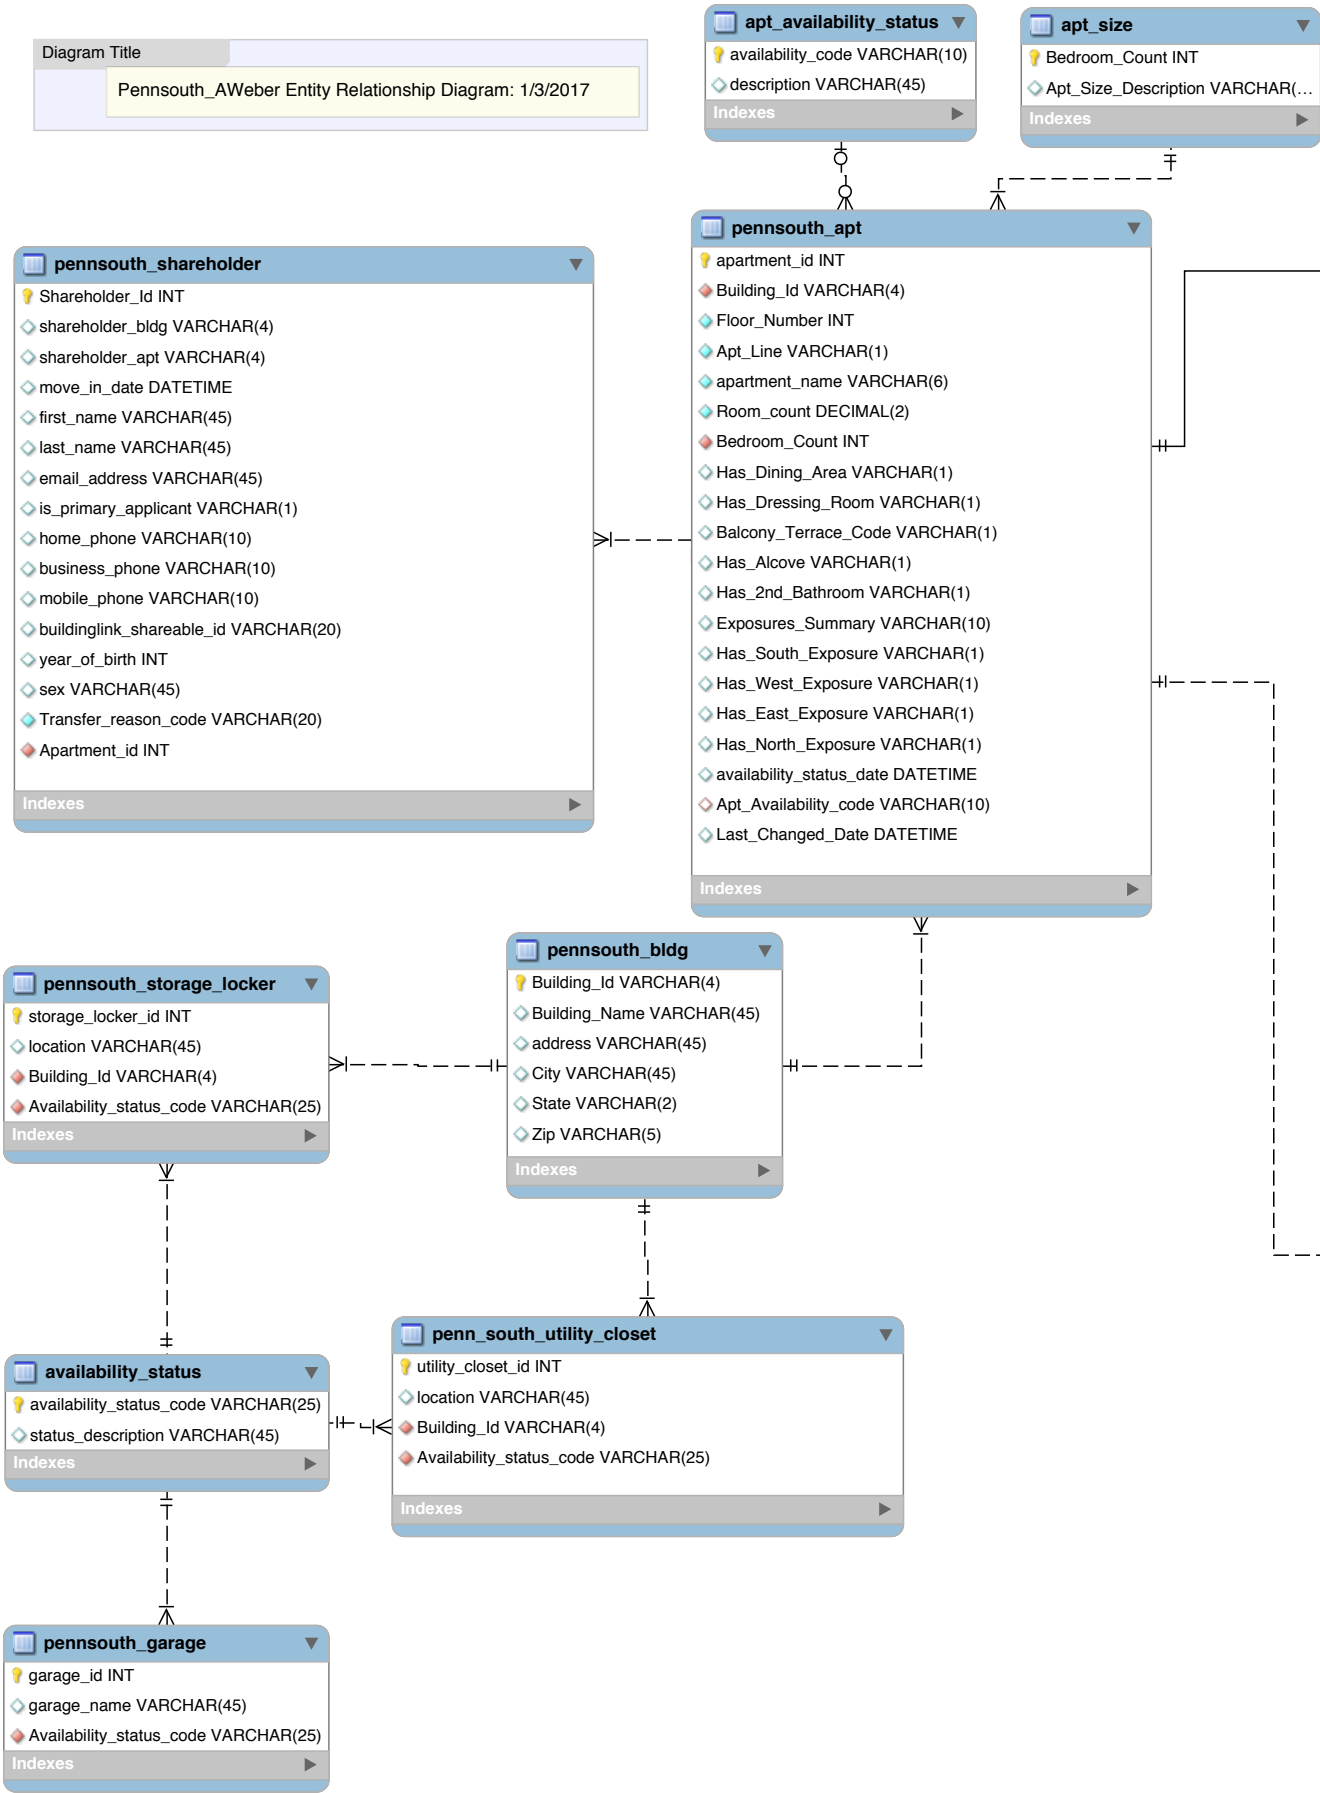 Diagram Title
Pennsouth_AWeber Entity Relationship Diagram: 1/3/2017
apt_availability_status
availability_code VARCHAR(10)
description VARCHAR(45)
Indexes
apt_size
Bedroom_Count INT
Apt_Size_Description VARCHAR(...
Indexes
pennsouth_shareholder
Shareholder_Id INT
shareholder_bldg VARCHAR(4)
shareholder_apt VARCHAR(4)
move_in_date DATETIME
first_name VARCHAR(45)
last_name VARCHAR(45)
email_address VARCHAR(45)
is_primary_applicant VARCHAR(1)
home_phone VARCHAR(10)
business_phone VARCHAR(10)
mobile_phone VARCHAR(10)
buildinglink_shareable_id VARCHAR(20)
year_of_birth INT
sex VARCHAR(45)
Transfer_reason_code VARCHAR(20)
Apartment_id INT
Indexes
pennsouth_apt
apartment_id INT
Building_Id VARCHAR(4)
Floor_Number INT
Apt_Line VARCHAR(1)
apartment_name VARCHAR(6)
Room_count DECIMAL(2)
Bedroom_Count INT
Has_Dining_Area VARCHAR(1)
Has_Dressing_Room VARCHAR(1)
Balcony_Terrace_Code VARCHAR(1)
Has_Alcove VARCHAR(1)
Has_2nd_Bathroom VARCHAR(1)
Exposures_Summary VARCHAR(10)
Has_South_Exposure VARCHAR(1)
Has_West_Exposure VARCHAR(1)
Has_East_Exposure VARCHAR(1)
Has_North_Exposure VARCHAR(1)
availability_status_date DATETIME
Apt_Availability_code VARCHAR(10)
Last_Changed_Date DATETIME
Indexes
pennsouth_storage_locker
storage_locker_id INT
location VARCHAR(45)
Building_Id VARCHAR(4)
Availability_status_code VARCHAR(25)
Indexes
pennsouth_bldg
Building_Id VARCHAR(4)
Building_Name VARCHAR(45)
address VARCHAR(45)
City VARCHAR(45)
State VARCHAR(2)
Zip VARCHAR(5)
Indexes
availability_status
availability_status_code VARCHAR(25)
status_description VARCHAR(45)
Indexes
penn_south_utility_closet
utility_closet_id INT
location VARCHAR(45)
Building_Id VARCHAR(4)
Availability_status_code VARCHAR(25)
Indexes
pennsouth_garage
garage_id INT
garage_name VARCHAR(45)
Availability_status_code VARCHAR(25)
Indexes